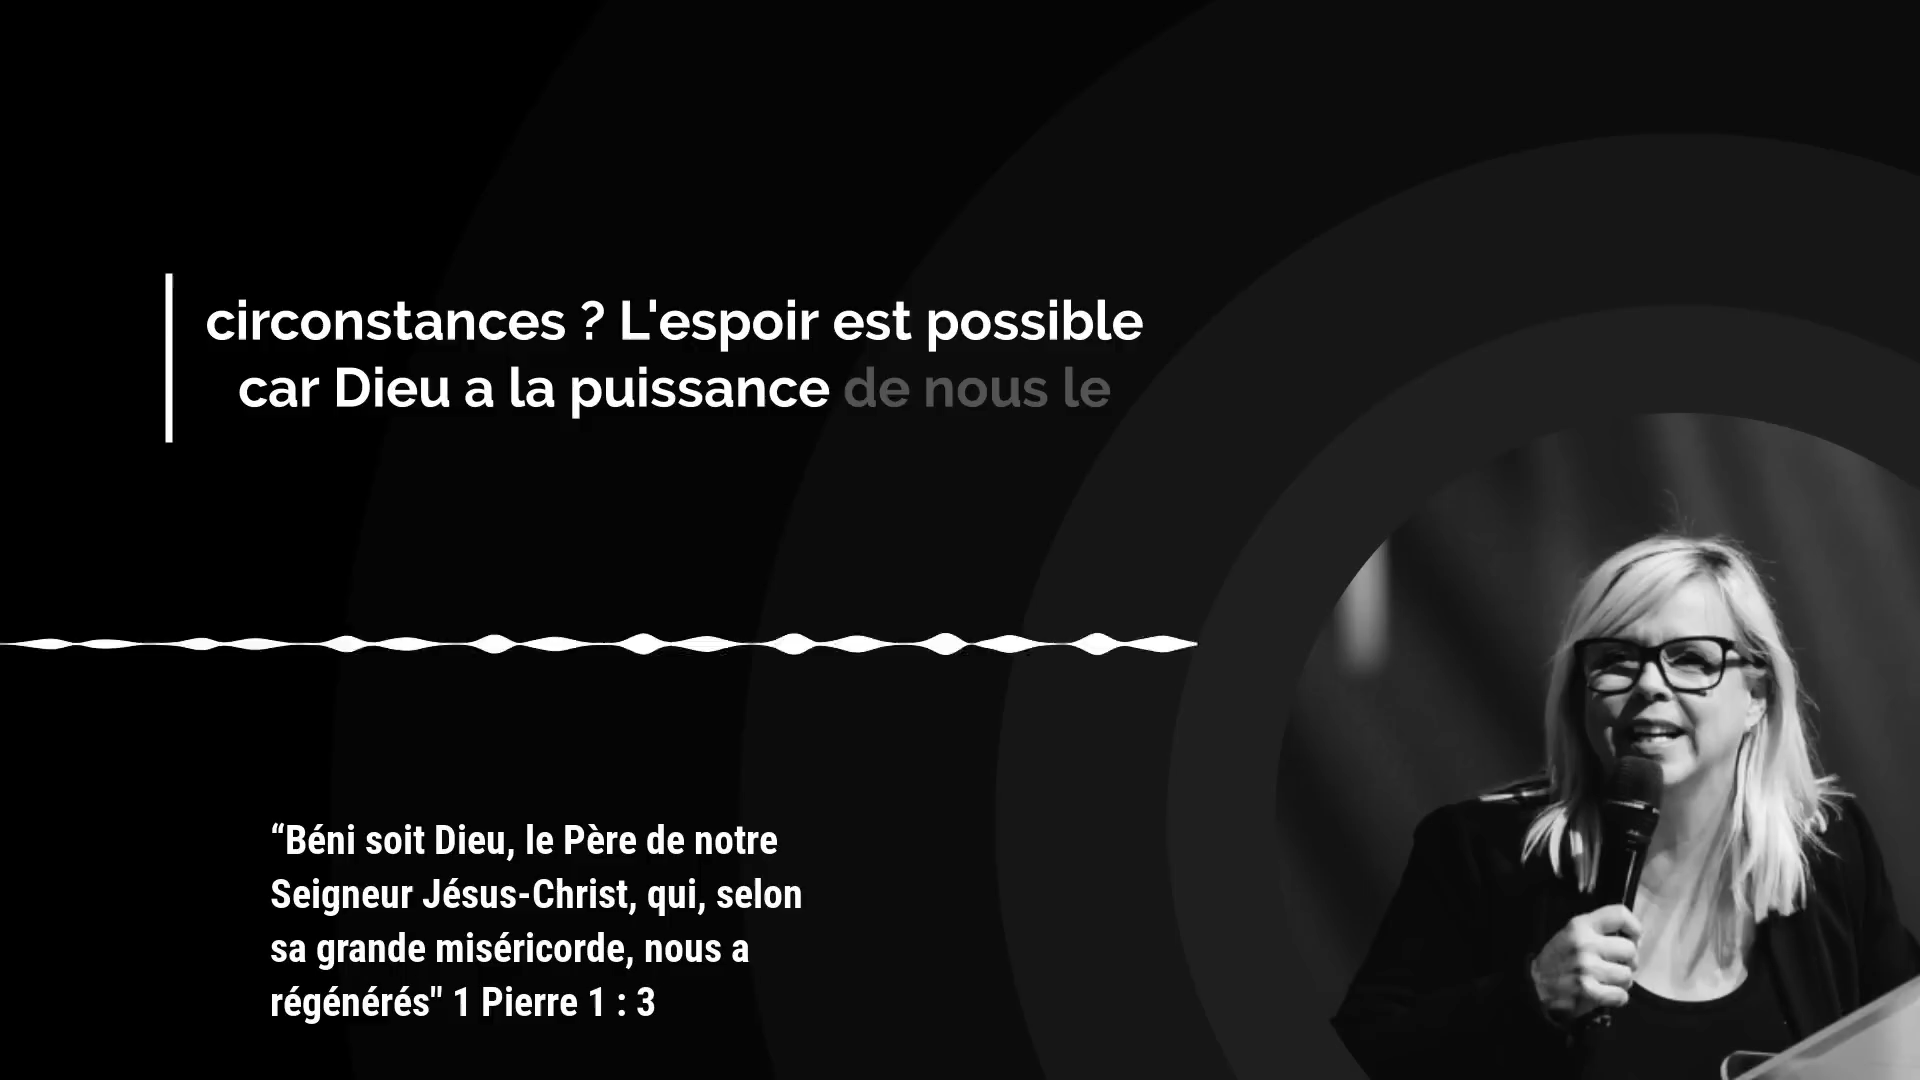 circonstances ? L'espoir est possible
car Dieu a la puissance de nous le
“Béni soit Dieu, le Père de notre
Seigneur Jésus-Christ, qui, selon
sa grande miséricorde, nous a
régénérés" 1 Pierre 1 : 3